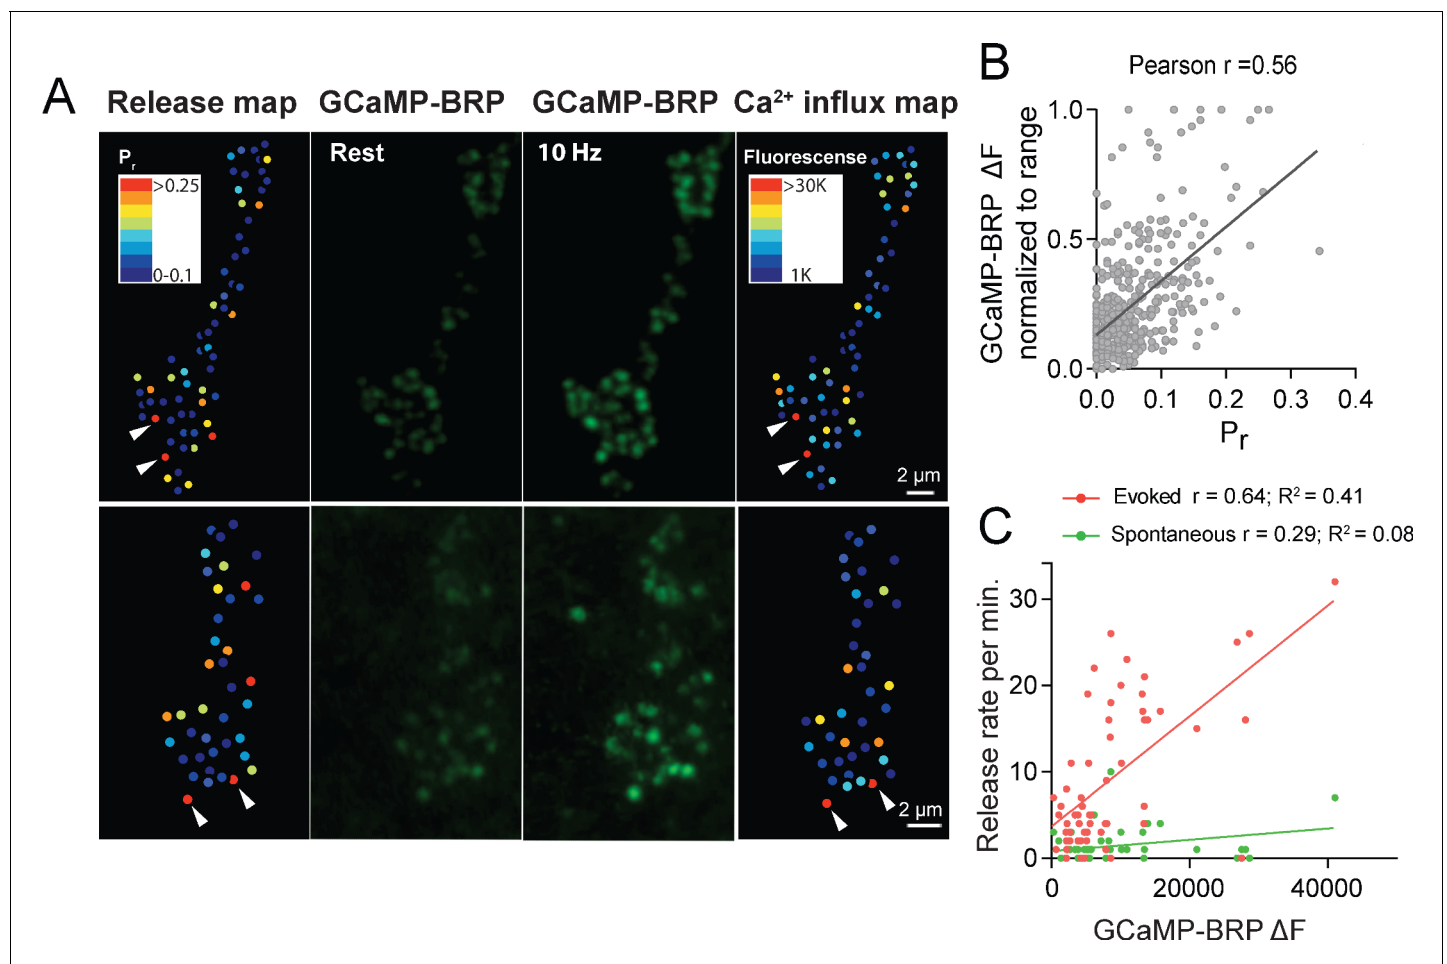 A
Release map
GCaMP-BRP
GCaMP-BRP
Ca²⁺ influx map
Pr
>0.25
0-0.1
Rest
10 Hz
Fluorescense
>30K
1K
2 µm
2 µm
B
Pearson r =0.56
GCaMP-BRP ΔF
normalized to range
1.0
0.5
0.0
0.0 0.1 0.2 0.3 0.4
Pr
C
Evoked r = 0.64; R² = 0.41
Spontaneous r = 0.29; R² = 0.08
Release rate per min.
30
20
10
0
0 20000 40000
GCaMP-BRP ΔF